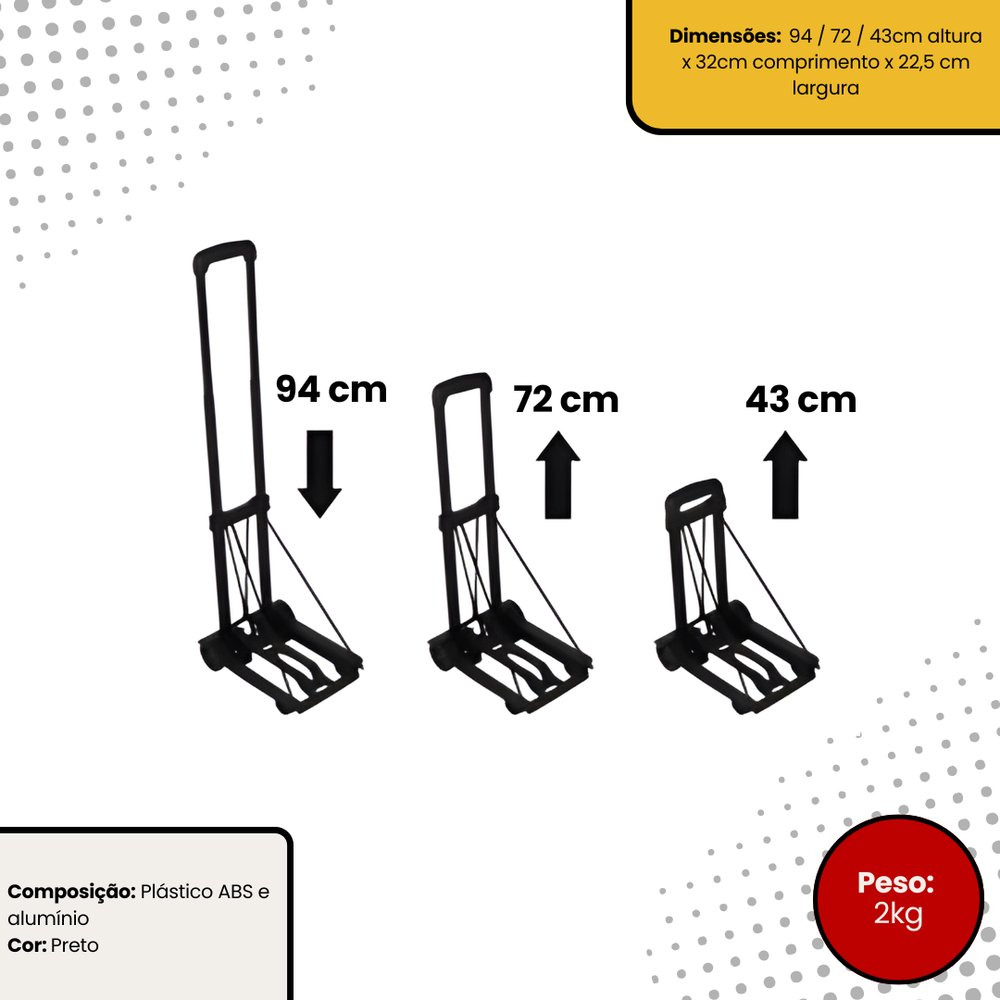 Dimensões: 94 / 72 / 43cm altura
x 32cm comprimento x 22,5 cm
largura
94 cm
72 cm
43 cm
Composição: Plástico ABS e
alumínio
Cor: Preto
Peso:
2kg